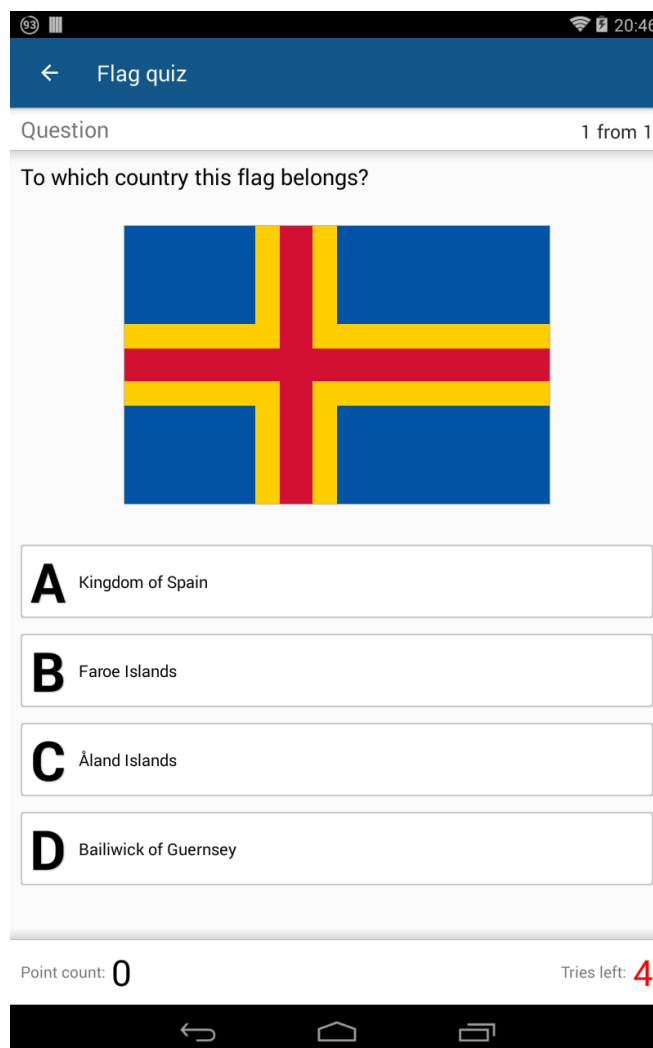 93 20:46
Flag quiz
Question 1 from 1
To which country this flag belongs?
A Kingdom of Spain
B Faroe Islands
C Åland Islands
D Bailiwick of Guernsey
Point count: 0 Tries left: 4